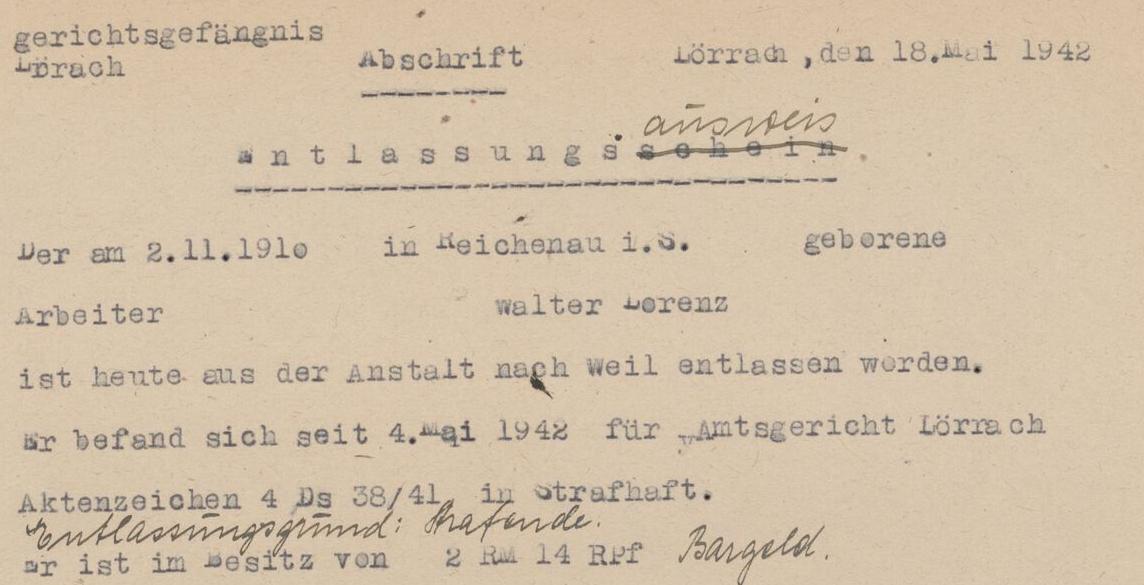 gerichtsgefängnis
Lörrach Abschrift Lörrach, den 18.Mai 1942
ausweis
Entlassungsschein
Der am 2.11.1910 in Reichenau i.S. geborene
Arbeiter Walter Lorenz
ist heute aus der Anstalt nach Weil entlassen worden.
Er befand sich seit 4.Mai 1942 für „Amtsgericht Lörrach
Aktenzeichen 4 Ds 38/41 in Strafhaft.
Entlassungsgrund: Strafende.
Er ist im Besitz von 2 RM 14 RPf Bargeld.